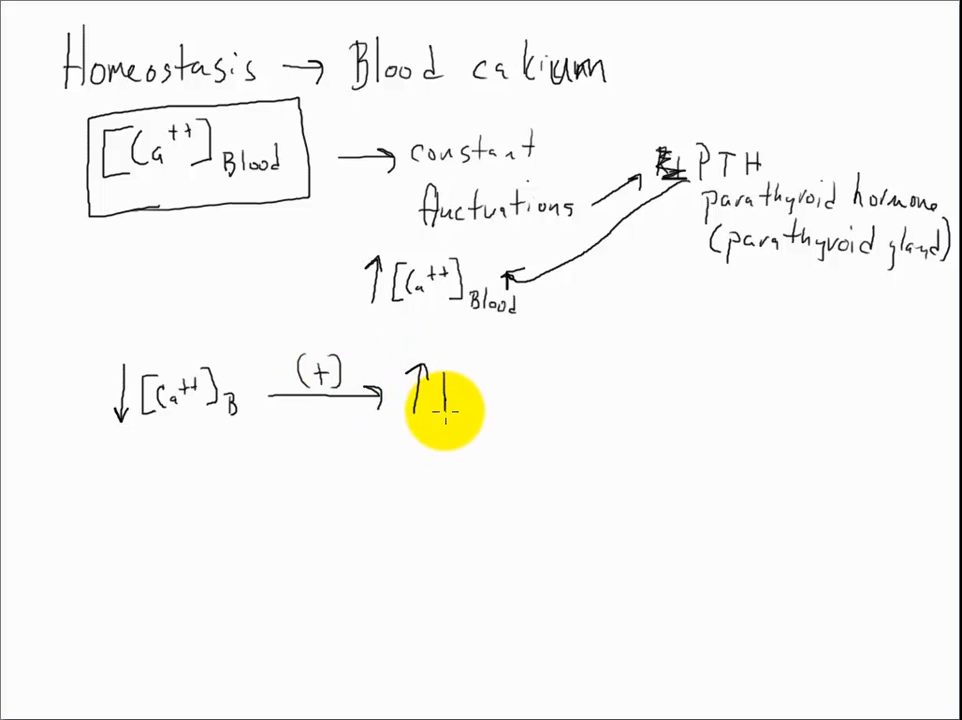 Homeostasis → Blood calcium
[Ca++]Blood → constant fluctuations
PTH
parathyroid hormone
(parathyroid gland)
↑ [Ca++]Blood
↓ [Ca++]B (+) → ↑